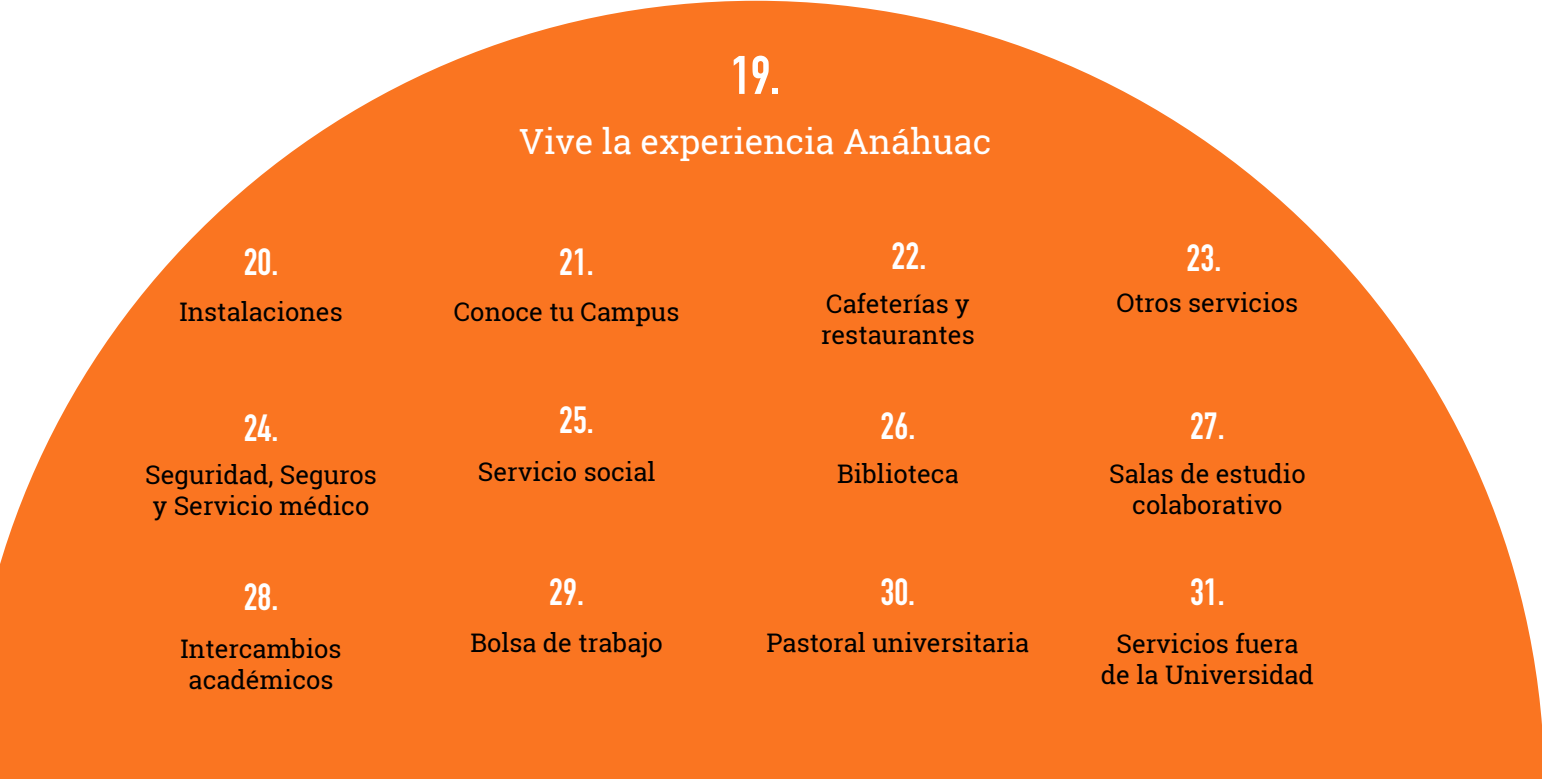 19.
Vive la experiencia Anáhuac
20.
Instalaciones
21.
Conoce tu Campus
22.
Cafeterías y
restaurantes
23.
Otros servicios
24.
Seguridad, Seguros
y Servicio médico
25.
Servicio social
26.
Biblioteca
27.
Salas de estudio
colaborativo
28.
Intercambios
académicos
29.
Bolsa de trabajo
30.
Pastoral universitaria
31.
Servicios fuera
de la Universidad